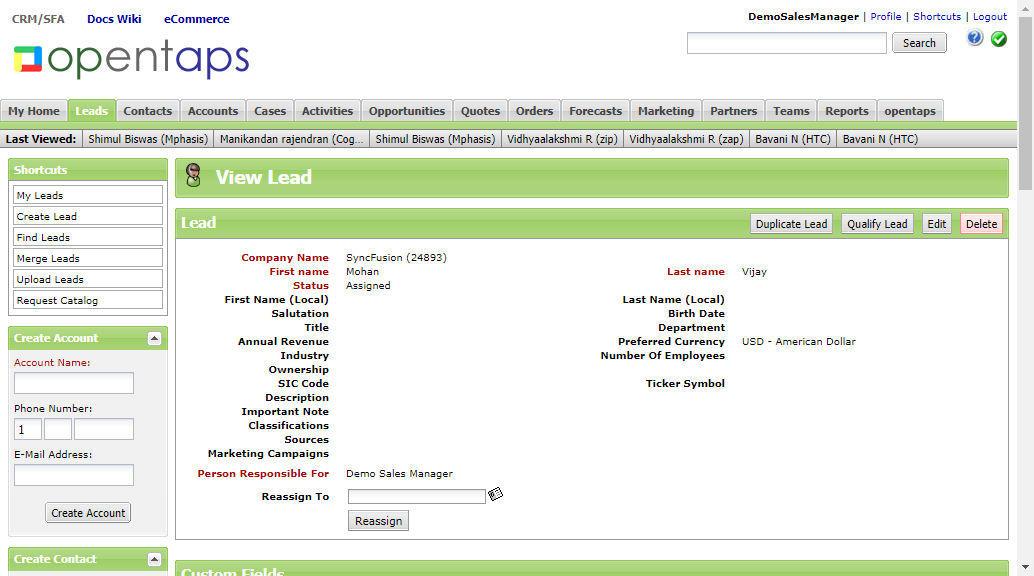 CRM/SFA Docs Wiki eCommerce
DemoSalesManager | Profile | Shortcuts | Logout
opentaps
Search
My Home Leads Contacts Accounts Cases Activities Opportunities Quotes Orders Forecasts Marketing Partners Teams Reports opentaps
Last Viewed: Shimul Biswas (Mphasis) Manikandan rajendran (Cog... Shimul Biswas (Mphasis) Vidhyaalakshmi R (zip) Vidhyaalakshmi R (zap) Bavani N (HTC) Bavani N (HTC)
Shortcuts
My Leads
Create Lead
Find Leads
Merge Leads
Upload Leads
Request Catalog
Create Account
Account Name:
Phone Number:
1
E-Mail Address:
Create Account
Create Contact
View Lead
Lead
Duplicate Lead Qualify Lead Edit Delete
Company Name SyncFusion (24893)
First name Mohan Last name Vijay
Status Assigned
First Name (Local) Last Name (Local)
Salutation Birth Date
Title Department
Annual Revenue Preferred Currency USD - American Dollar
Industry Number Of Employees
Ownership
SIC Code Ticker Symbol
Description
Important Note
Classifications
Sources
Marketing Campaigns
Person Responsible For Demo Sales Manager
Reassign To
Reassign
Custom Fields